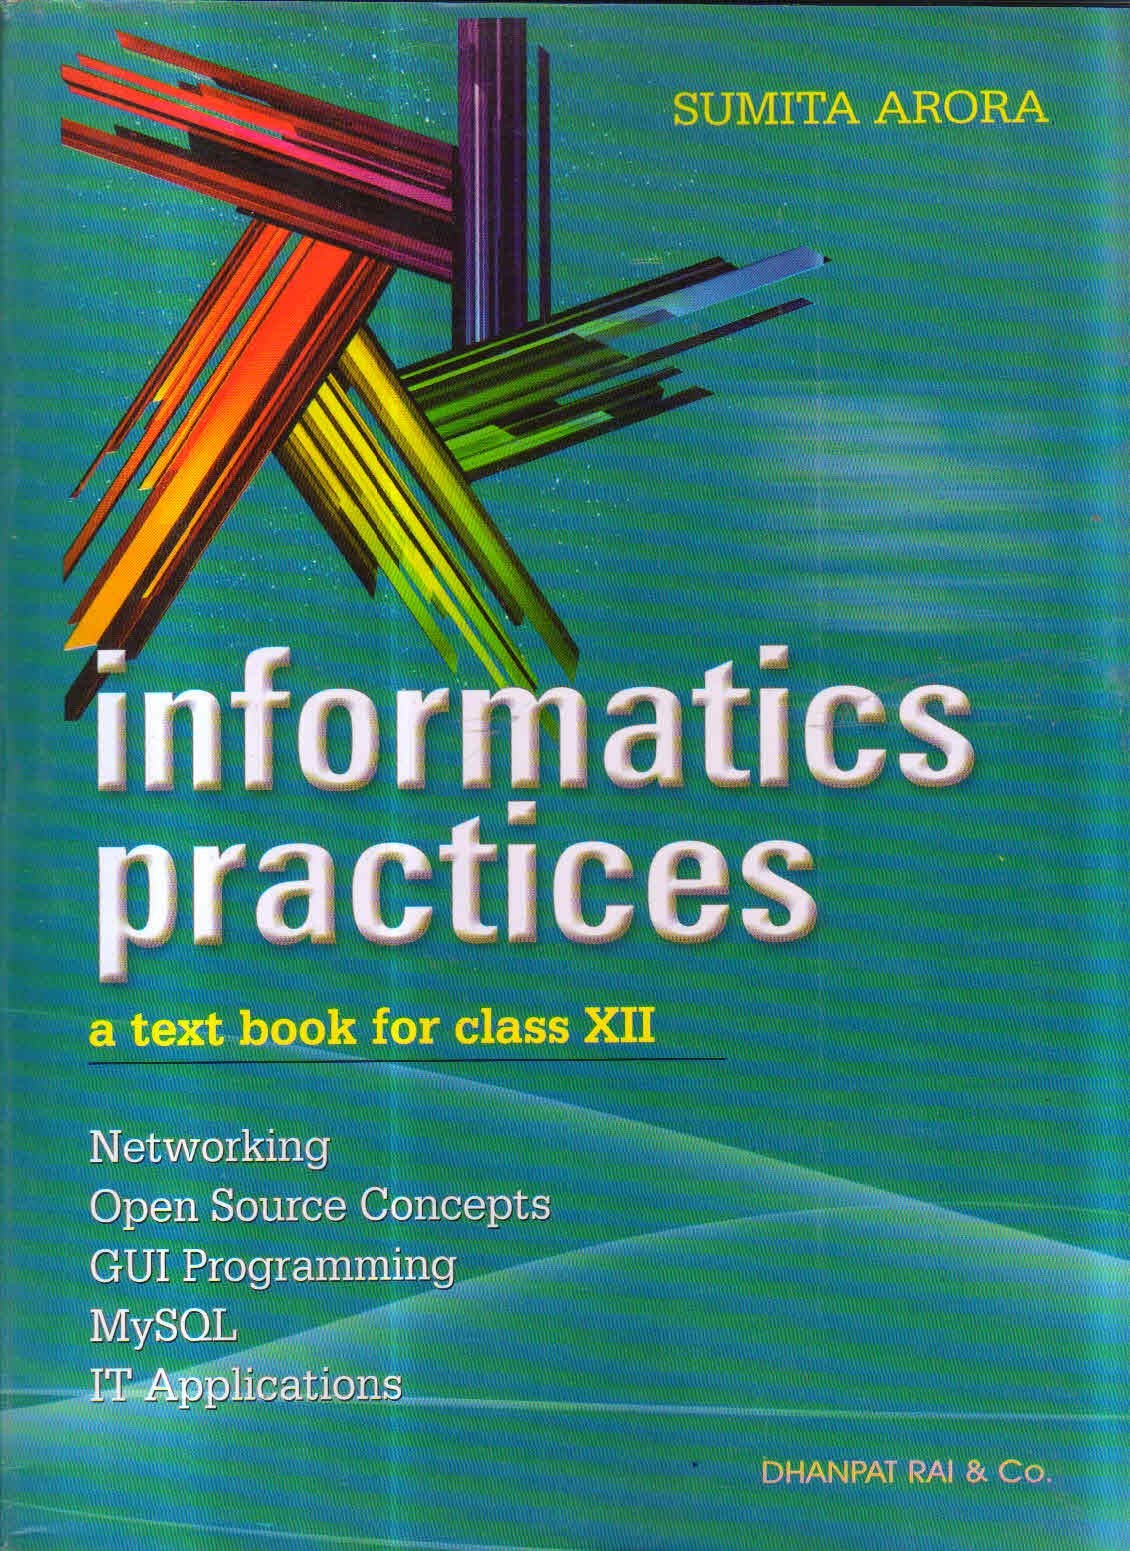 SUMITA ARORA
informatics
practices
a text book for class XII
Networking
Open Source Concepts
GUI Programming
MySQL
IT Applications
DHANPAT RAI & Co.